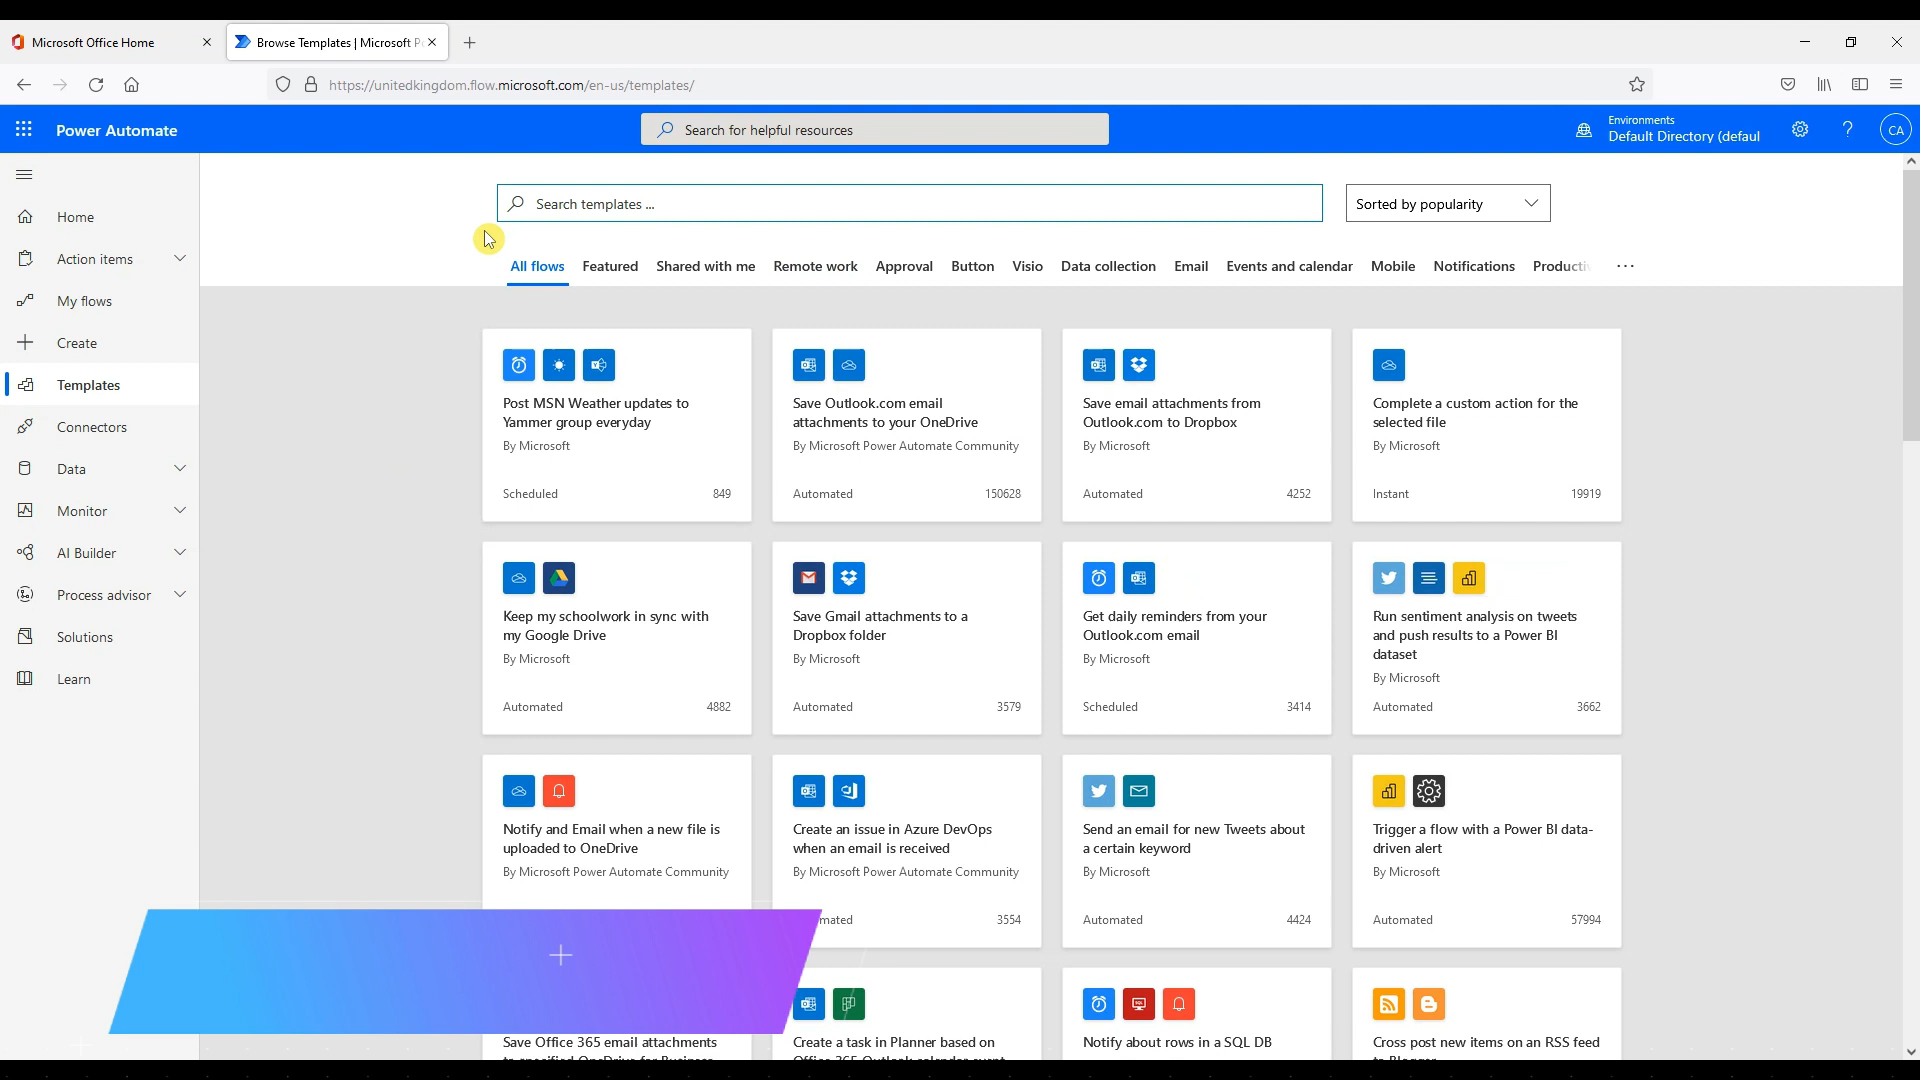 Microsoft Office Home
Browse Templates | Microsoft P
https://unitedkingdom.flow.microsoft.com/en-us/templates/
Power Automate
Search for helpful resources
Environments
Default Directory (defaul
CA
Home
Action items
My flows
Create
Templates
Connectors
Data
Monitor
AI Builder
Process advisor
Solutions
Learn
Search templates ...
Sorted by popularity
All flows Featured Shared with me Remote work Approval Button Visio Data collection Email Events and calendar Mobile Notifications Producti ...
Post MSN Weather updates to
Yammer group everyday
By Microsoft
Scheduled 849
Save Outlook.com email
attachments to your OneDrive
By Microsoft Power Automate Community
Automated 150628
Save email attachments from
Outlook.com to Dropbox
By Microsoft
Automated 4252
Complete a custom action for the
selected file
By Microsoft
Instant 19919
Keep my schoolwork in sync with
my Google Drive
By Microsoft
Automated 4882
Save Gmail attachments to a
Dropbox folder
By Microsoft
Automated 3579
Get daily reminders from your
Outlook.com email
By Microsoft
Scheduled 3414
Run sentiment analysis on tweets
and push results to a Power BI
dataset
By Microsoft
Automated 3662
Notify and Email when a new file is
uploaded to OneDrive
By Microsoft Power Automate Community
Create an issue in Azure DevOps
when an email is received
By Microsoft Power Automate Community
mated 3554
Send an email for new Tweets about
a certain keyword
By Microsoft
Automated 4424
Trigger a flow with a Power BI data-
driven alert
By Microsoft
Automated 57994
Save Office 365 email attachments
to specified OneDrive for Business
Create a task in Planner based on
Office 365 Outlook calendar event
Notify about rows in a SQL DB
Cross post new items on an RSS feed
to Blogger